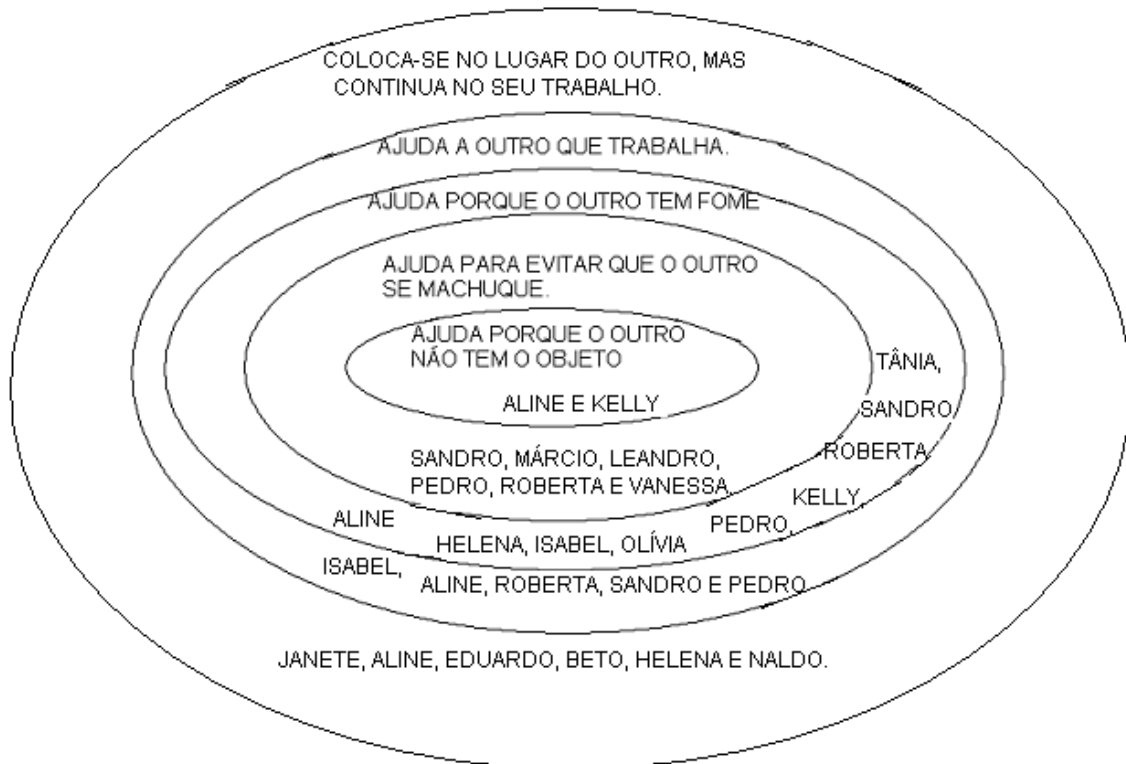 COLOCA-SE NO LUGAR DO OUTRO, MAS
CONTINUA NO SEU TRABALHO.
AJUDA A OUTRO QUE TRABALHA.
AJUDA PORQUE O OUTRO TEM FOME
AJUDA PARA EVITAR QUE O OUTRO
SE MACHUQUE.
AJUDA PORQUE O OUTRO
NÃO TEM O OBJETO
ALINE E KELLY
TÂNIA,
SANDRO,
ROBERTA,
KELLY,
PEDRO,
SANDRO, MÁRCIO, LEANDRO,
PEDRO, ROBERTA E VANESSA.
ALINE
HELENA, ISABEL, OLÍVIA
ISABEL,
ALINE, ROBERTA, SANDRO E PEDRO.
JANETE, ALINE, EDUARDO, BETO, HELENA E NALDO.